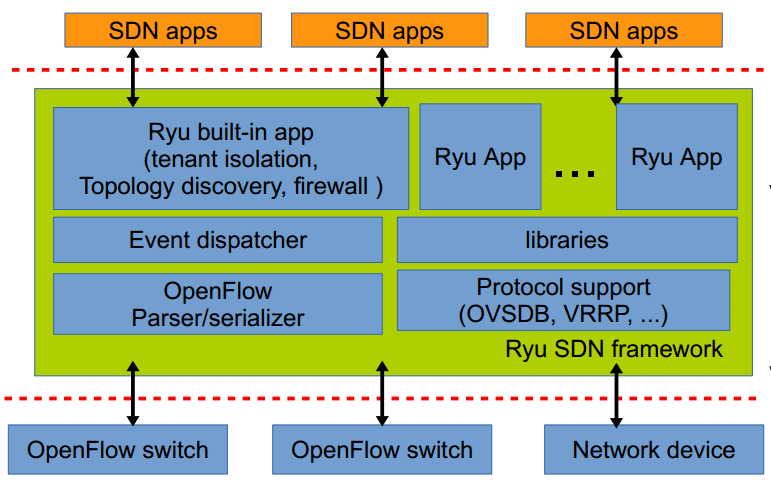 SDN apps
SDN apps
SDN apps
Ryu built-in app
(tenant isolation,
Topology discovery, firewall )
Ryu App
...
Ryu App
Event dispatcher
libraries
OpenFlow
Parser/serializer
Protocol support
(OVSDB, VRRP, ...)
Ryu SDN framework
OpenFlow switch
OpenFlow switch
Network device